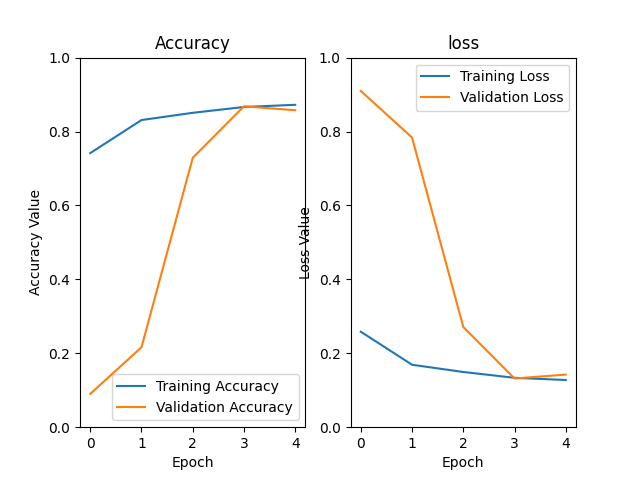 Accuracy
1.0
0.8
0.6
0.4
0.2
0.0
Accuracy Value
0 1 2 3 4
Epoch
Training Accuracy
Validation Accuracy
loss
1.0
0.8
0.6
0.4
0.2
0.0
Loss Value
0 1 2 3 4
Epoch
Training Loss
Validation Loss